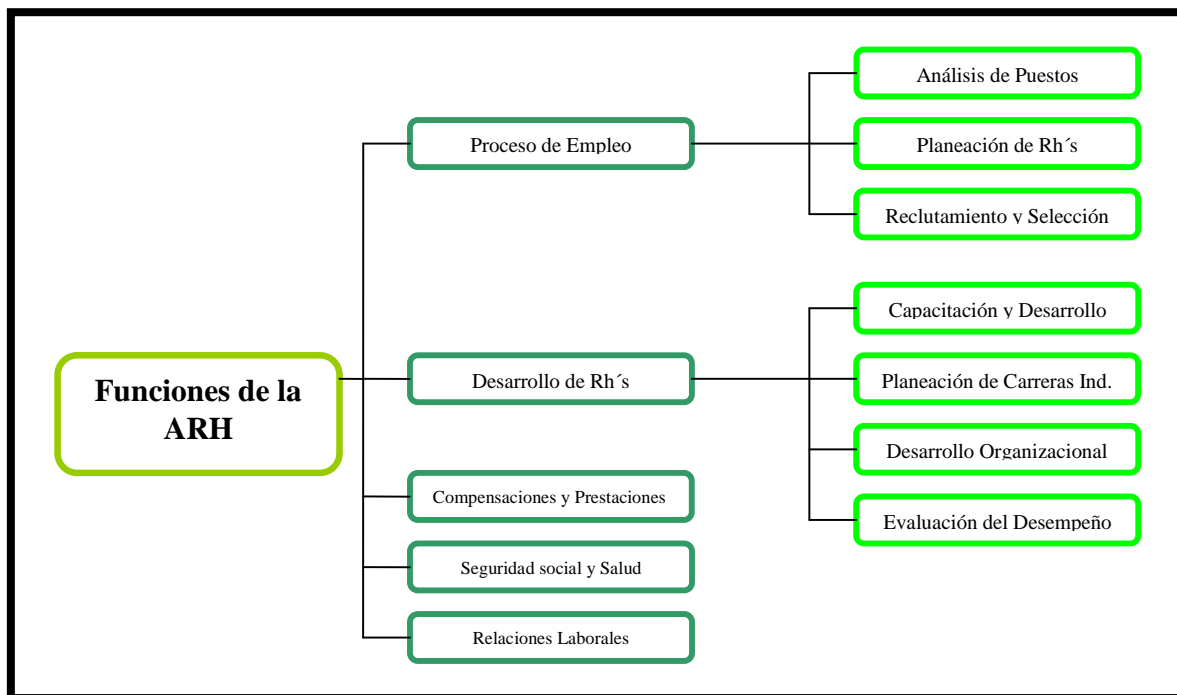 Funciones de la
ARH
Proceso de Empleo
Análisis de Puestos
Planeación de Rh´s
Reclutamiento y Selección
Desarrollo de Rh´s
Capacitación y Desarrollo
Planeación de Carreras Ind.
Desarrollo Organizacional
Evaluación del Desempeño
Compensaciones y Prestaciones
Seguridad social y Salud
Relaciones Laborales